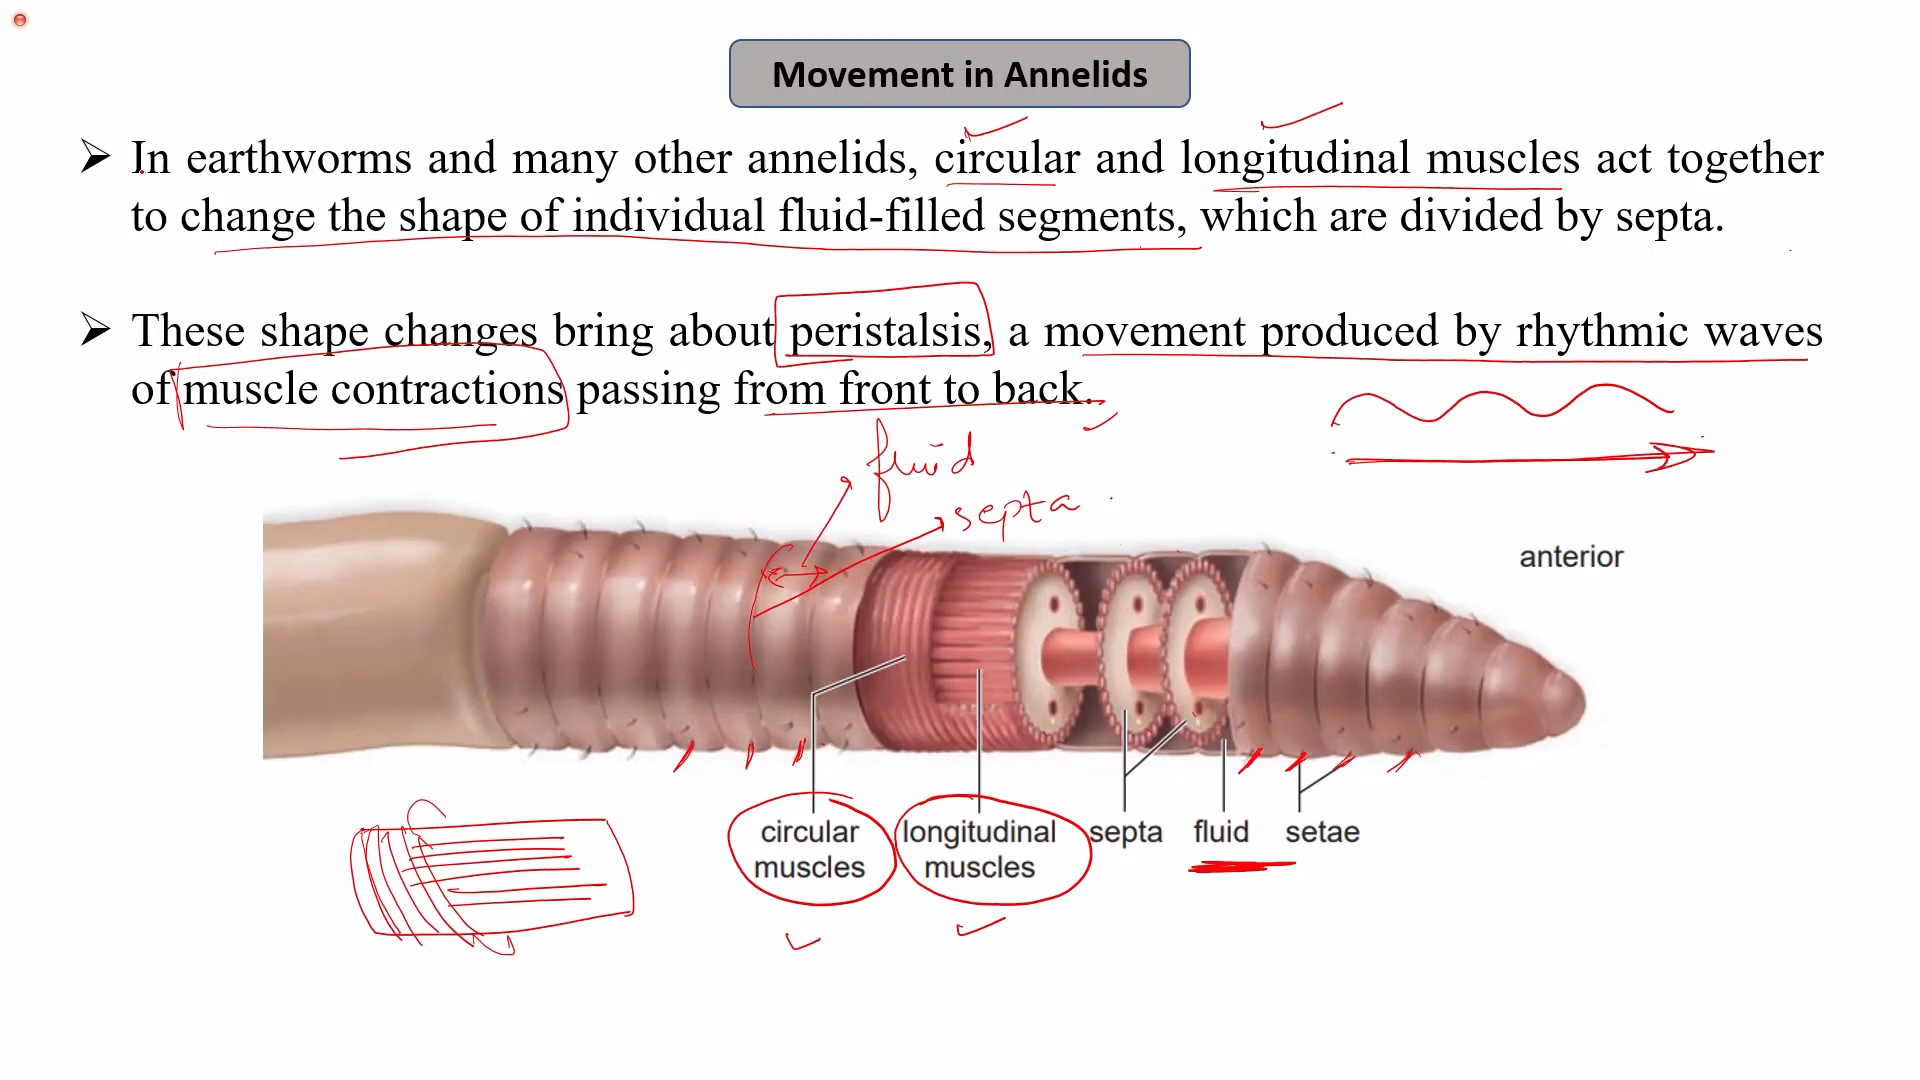 Movement in Annelids
In earthworms and many other annelids, circular and longitudinal muscles act together
to change the shape of individual fluid-filled segments, which are divided by septa.
These shape changes bring about peristalsis, a movement produced by rhythmic waves
of muscle contractions passing from front to back.
fluid
septa
anterior
circular muscles
longitudinal muscles
septa
fluid
setae